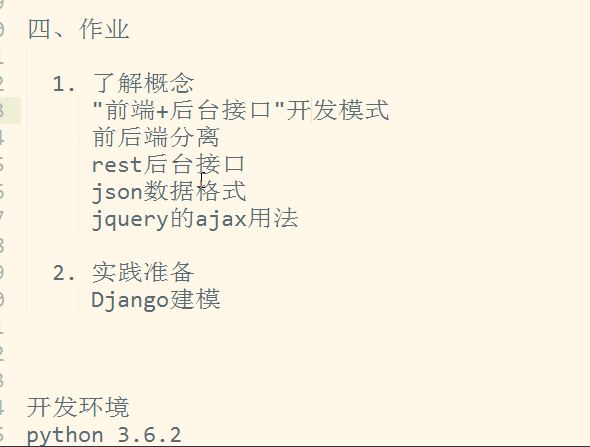 四、作业
1. 了解概念
"前端+后台接口"开发模式
前后端分离
rest后台接口
json数据格式
jquery的ajax用法
2. 实践准备
Django建模
开发环境
python 3.6.2